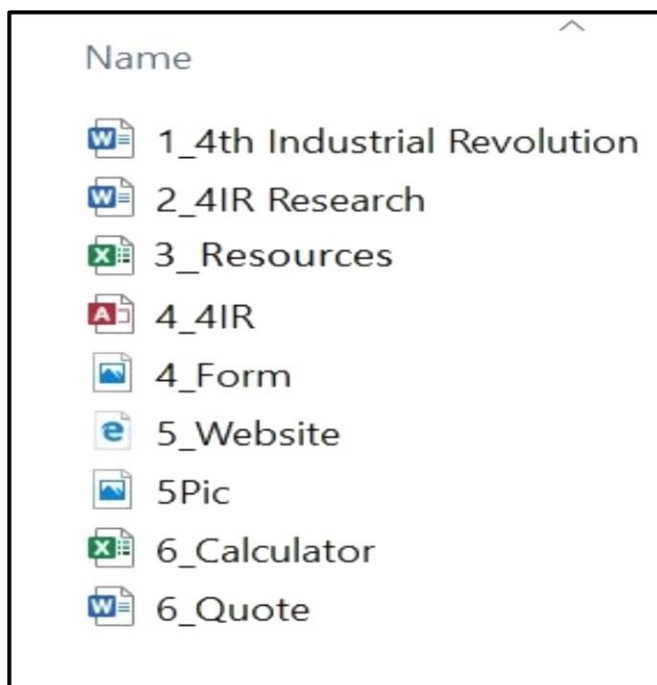 Name
1_4th Industrial Revolution
2_4IR Research
3_Resources
4_4IR
4_Form
5_Website
5Pic
6_Calculator
6_Quote